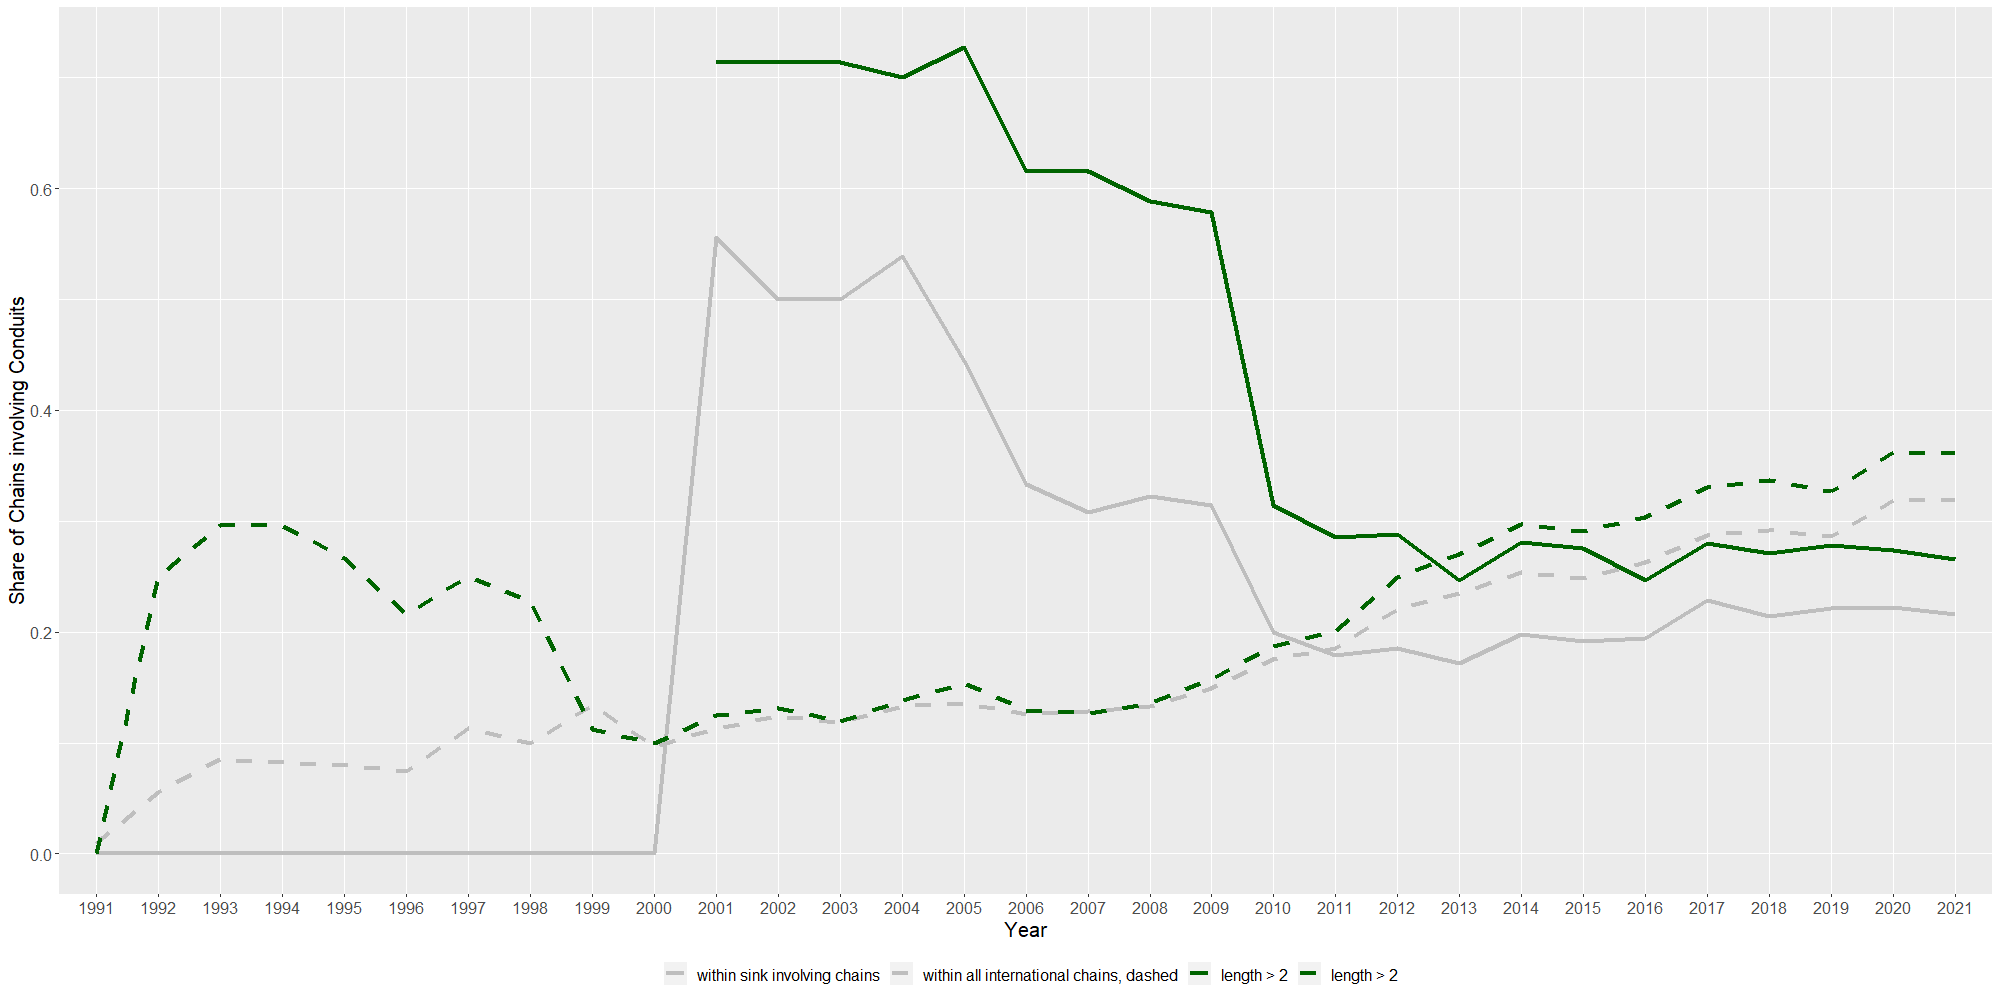 Share of Chains involving Conduits
0.6
0.4
0.2
0.0
1991 1992 1993 1994 1995 1996 1997 1998 1999 2000 2001 2002 2003 2004 2005 2006 2007 2008 2009 2010 2011 2012 2013 2014 2015 2016 2017 2018 2019 2020 2021
Year
within sink involving chains within all international chains, dashed length > 2 length > 2